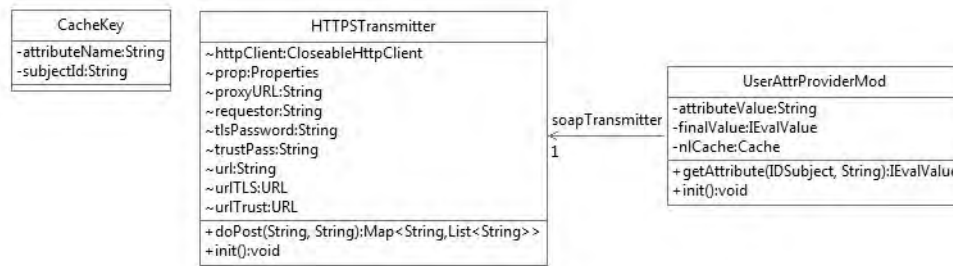 CacheKey
-attributeName:String
-subjectId:String
HTTPSTransmitter
~httpClient:CloseableHttpClient
~prop:Properties
~proxyURL:String
~requestor:String
~tlsPassword:String
~trustPass:String
~url:String
~urlTLS:URL
~urlTrust:URL
+doPost(String, String):Map<String,List<String>>
+init():void
soapTransmitter
1
UserAttrProviderMod
-attributeValue:String
-finalValue:IEvalValue
-nlCache:Cache
+getAttribute(IDSubject, String):IEvalValue
+init():void